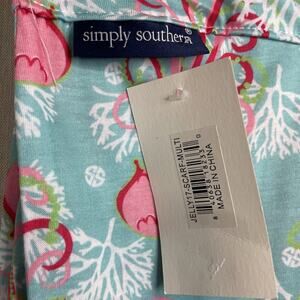 simply southern®
JELLY17-SCARF-MULTI
MADE IN CHINA